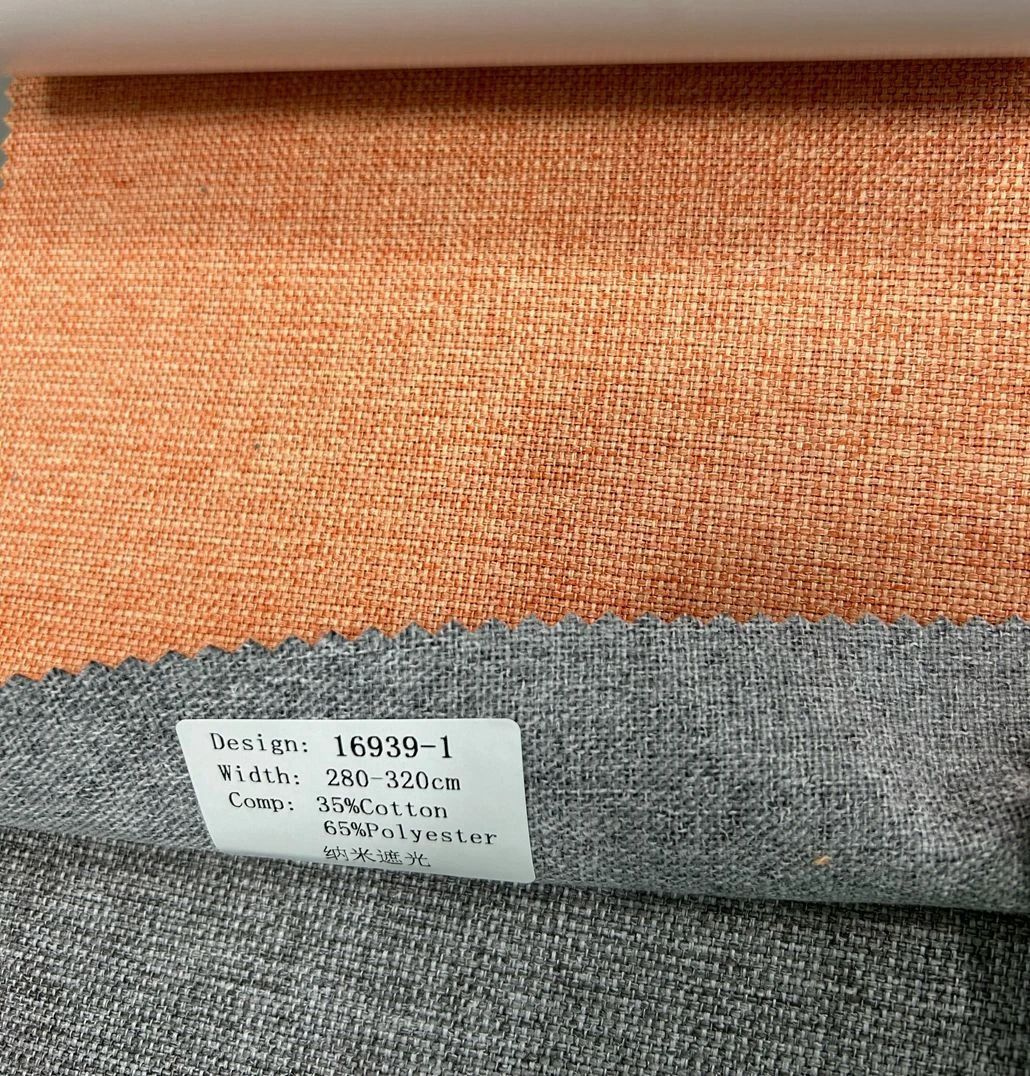 Design: 16939-1
Width: 280-320cm
Comp: 35%Cotton
65%Polyester
纳米遮光